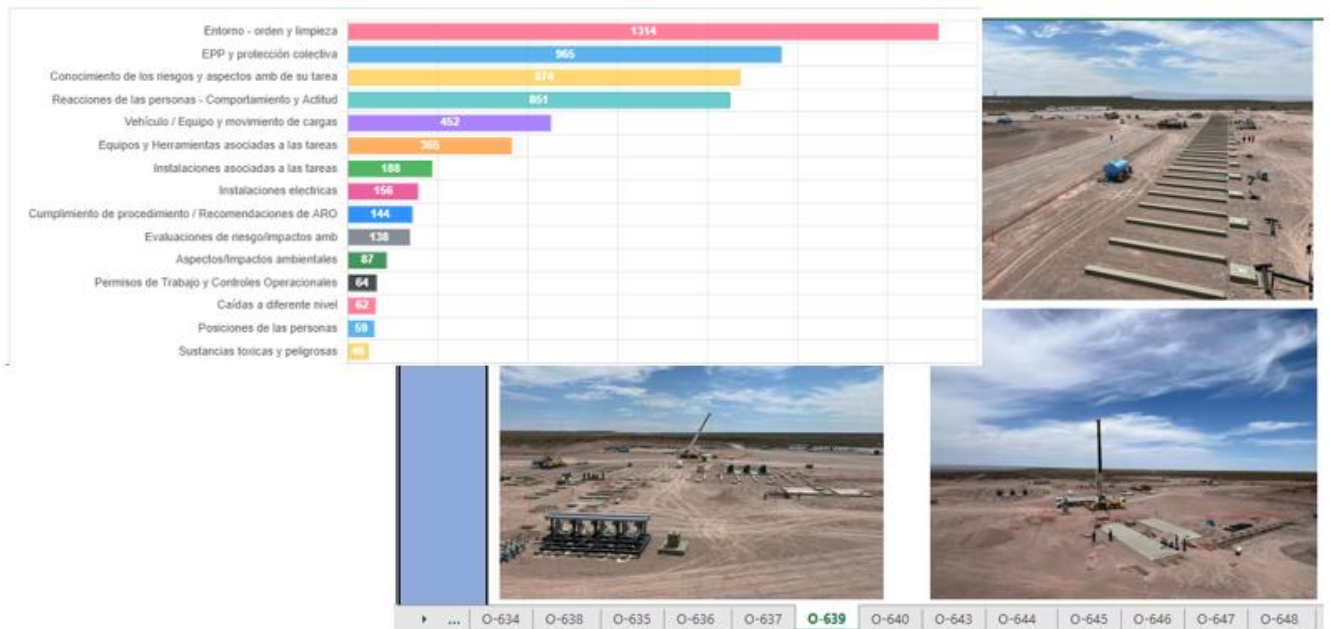 Entorno - orden y limpieza 1314
EPP y protección colectiva 965
Conocimiento de los riesgos y aspectos amb de su tarea 874
Reacciones de las personas - Comportamiento y Actitud 851
Vehículo / Equipo y movimiento de cargas 452
Equipos y Herramientas asociadas a las tareas 365
Instalaciones asociadas a las tareas 188
Instalaciones electricas 156
Cumplimiento de procedimiento / Recomendaciones de ARO 144
Evaluaciones de riesgo/impactos amb 138
Aspectos/Impactos ambientales 87
Permisos de Trabajo y Controles Operacionales 64
Caídas a diferente nivel 62
Posiciones de las personas 59
Sustancias toxicas y peligrosas
... O-634 O-638 O-635 O-636 O-637 O-639 O-640 O-643 O-644 O-645 O-646 O-647 O-648